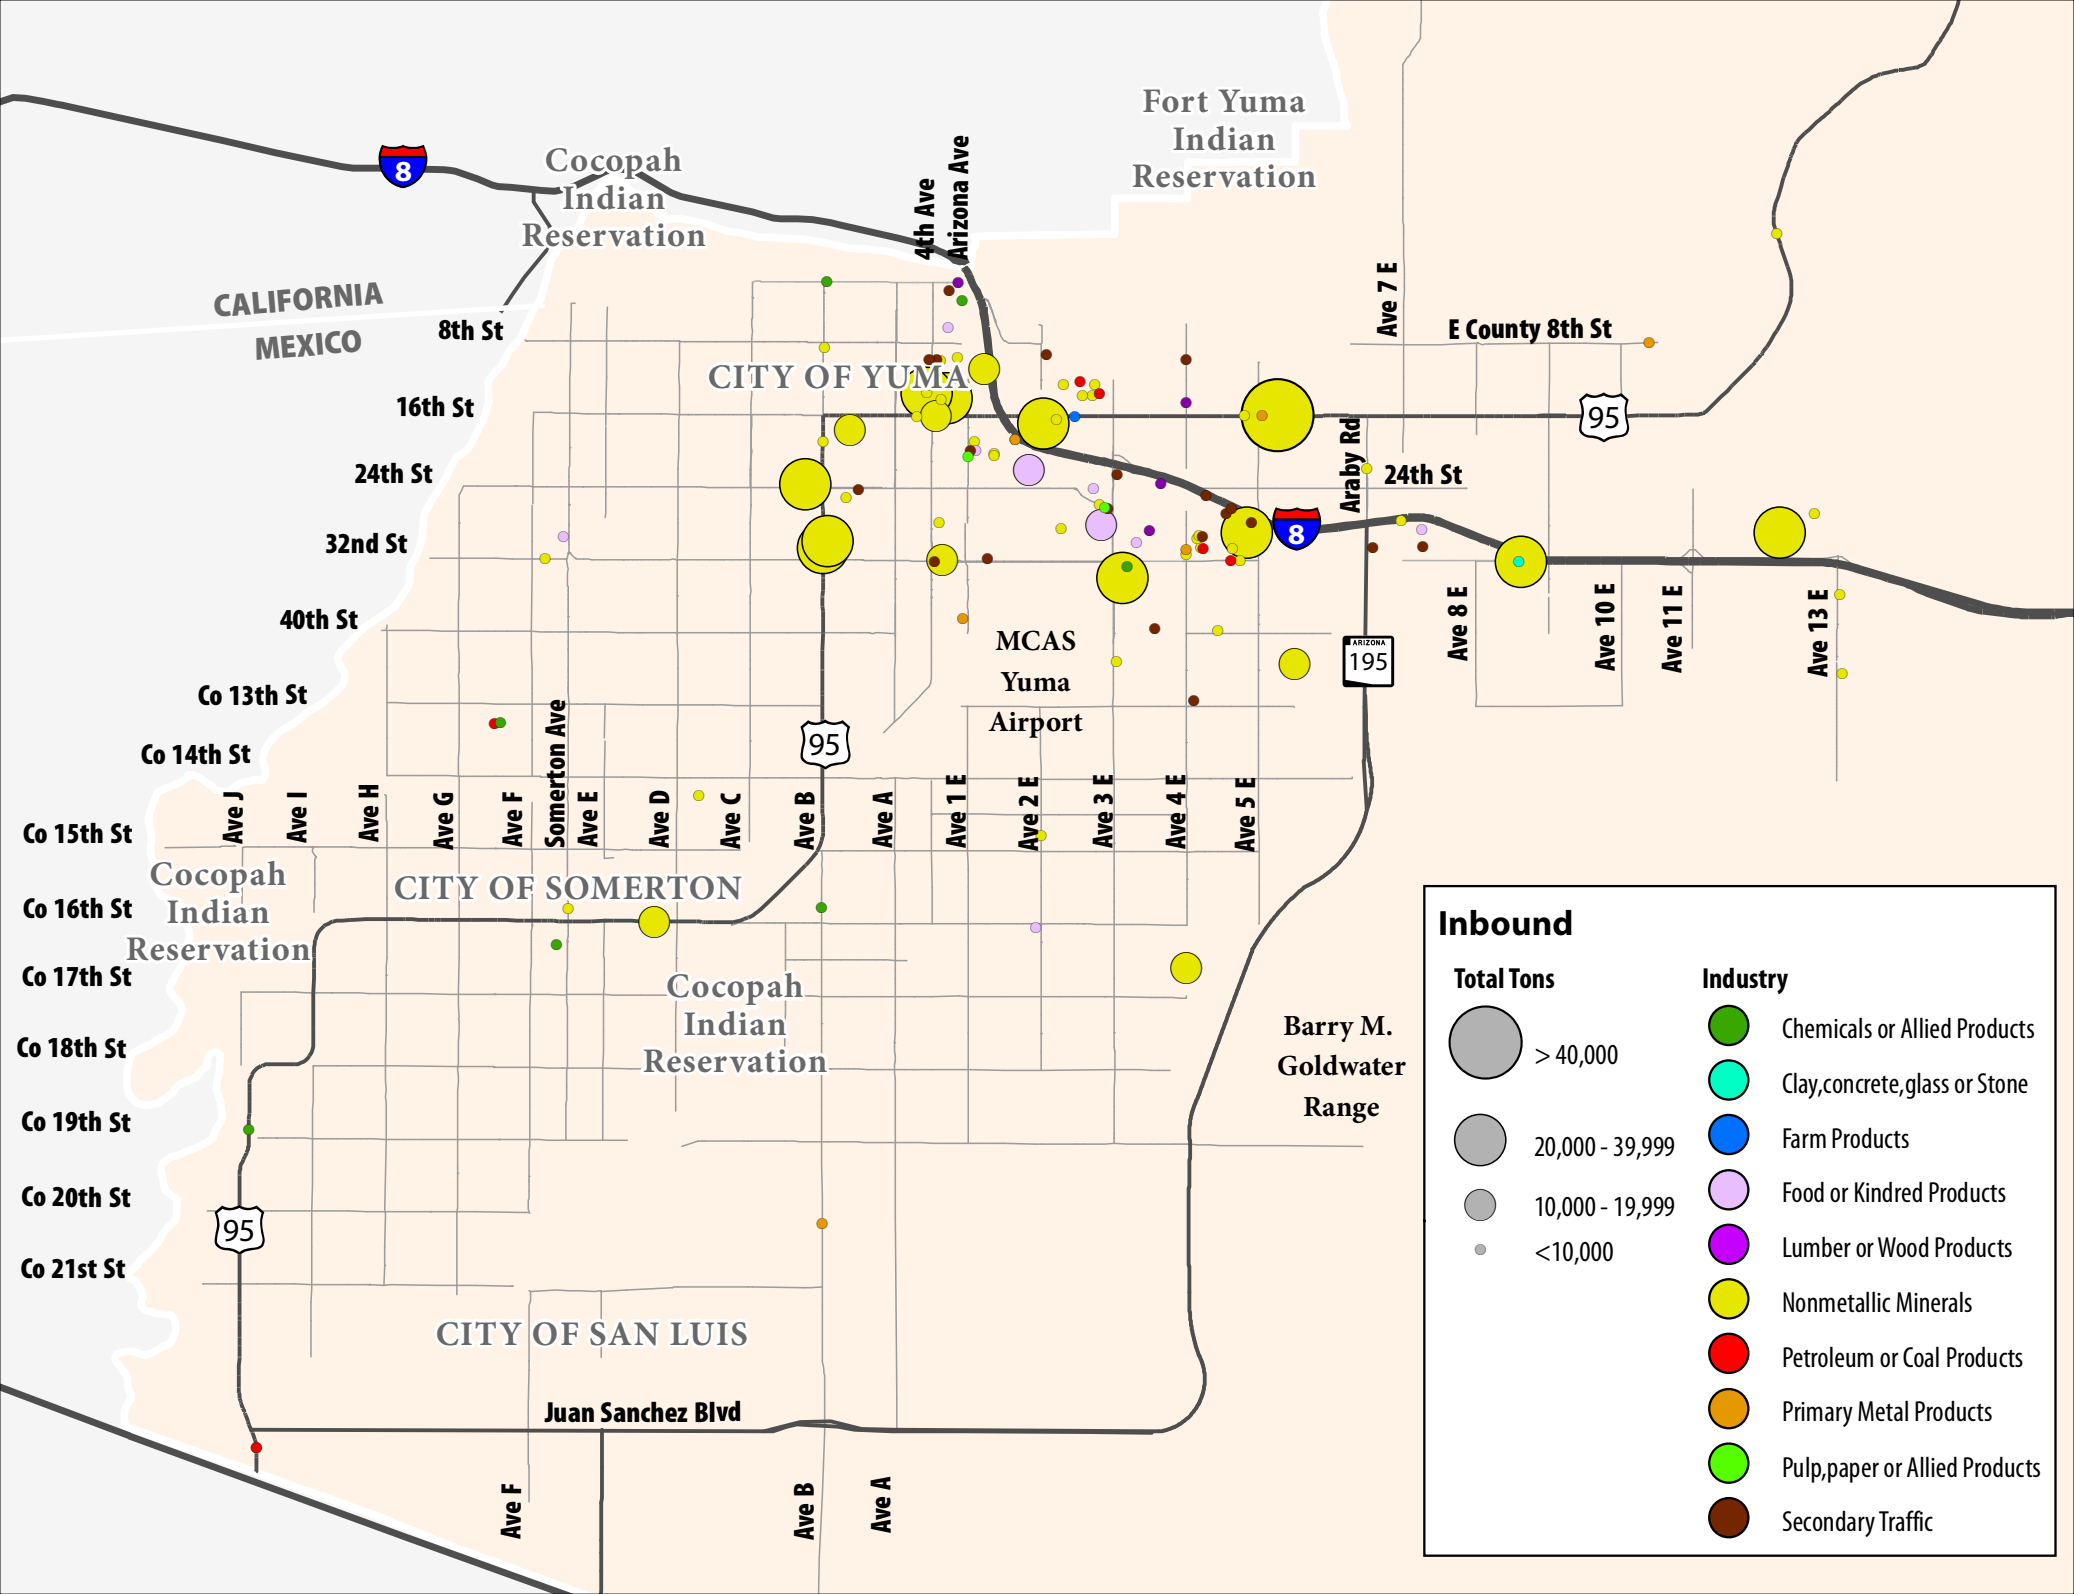 Fort Yuma
Indian
Reservation
Cocopah
Indian
Reservation
8
4th Ave
Arizona Ave
CALIFORNIA
MEXICO
8th St
Ave 7 E
E County 8th St
CITY OF YUMA
16th St
95
Araby Rd
24th St
24th St
32nd St
8
40th St
MCAS
Yuma
Airport
ARIZONA
195
Ave 8 E
Ave 10 E
Ave 11 E
Ave 13 E
Co 13th St
Co 14th St
95
Ave J
Ave I
Ave H
Ave G
Ave F
Somerton Ave
Ave E
Ave D
Ave C
Ave B
Ave A
Ave 1 E
Ave 2 E
Ave 3 E
Ave 4 E
Ave 5 E
Co 15th St
Cocopah
Indian
Reservation
CITY OF SOMERTON
Co 16th St
Co 17th St
Cocopah
Indian
Reservation
Barry M.
Goldwater
Range
Co 18th St
Co 19th St
Co 20th St
95
Co 21st St
CITY OF SAN LUIS
Juan Sanchez Blvd
Ave F
Ave B
Ave A
Inbound
Total Tons
> 40,000
20,000 - 39,999
10,000 - 19,999
<10,000
Industry
Chemicals or Allied Products
Clay,concrete,glass or Stone
Farm Products
Food or Kindred Products
Lumber or Wood Products
Nonmetallic Minerals
Petroleum or Coal Products
Primary Metal Products
Pulp,paper or Allied Products
Secondary Traffic